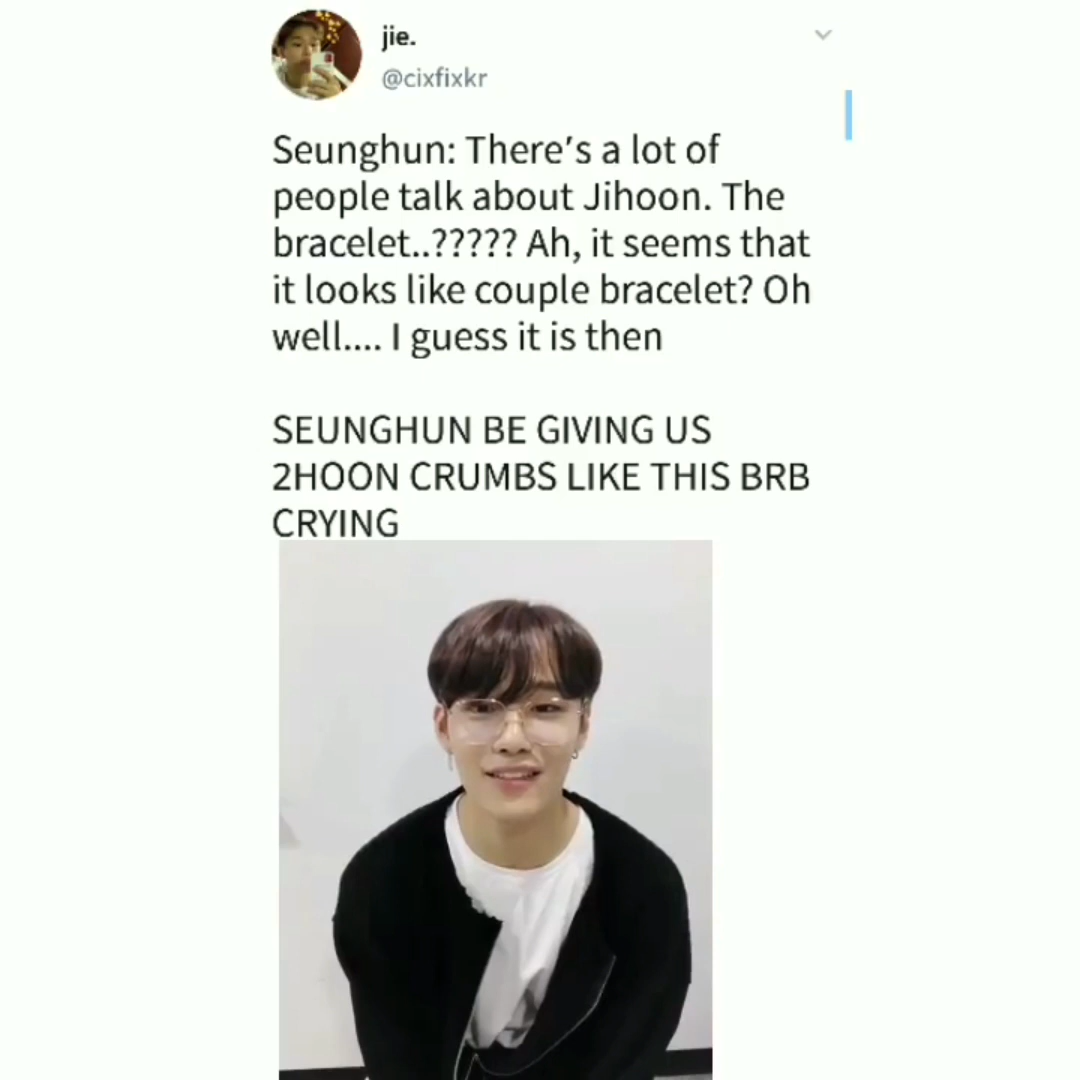 jie.
@cixfixkr
Seunghun: There′s a lot of
people talk about Jihoon. The
bracelet..????? Ah, it seems that
it looks like couple bracelet? Oh
well.... I guess it is then
SEUNGHUN BE GIVING US
2HOON CRUMBS LIKE THIS BRB
CRYING